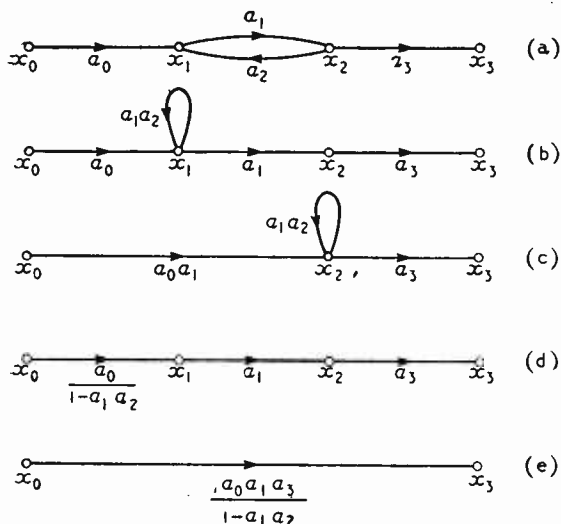 a₁
x₀ a₀ x₁ a₂ x₂ ɩ₃ x₃ (a)
a₁a₂
x₀ a₀ x₁ a₁ x₂ a₃ x₃ (b)
a₁a₂
x₀ a₀a₁ x₂, a₃ x₃ (c)
x₀ a₀ x₁ a₁ x₂ a₃ x₃ (d)
1-a₁a₂
x₀ x₃ (e)
a₀a₁a₃
1-a₁a₂